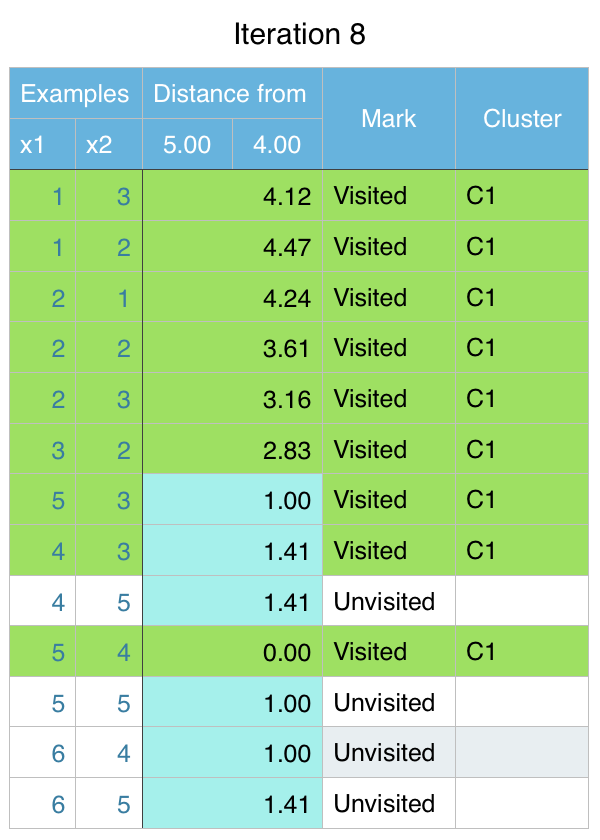 Iteration 8
Examples Distance from Mark Cluster
x1 x2 5.00 4.00
1 3 4.12 Visited C1
1 2 4.47 Visited C1
2 1 4.24 Visited C1
2 2 3.61 Visited C1
2 3 3.16 Visited C1
3 2 2.83 Visited C1
5 3 1.00 Visited C1
4 3 1.41 Visited C1
4 5 1.41 Unvisited
5 4 0.00 Visited C1
5 5 1.00 Unvisited
6 4 1.00 Unvisited
6 5 1.41 Unvisited